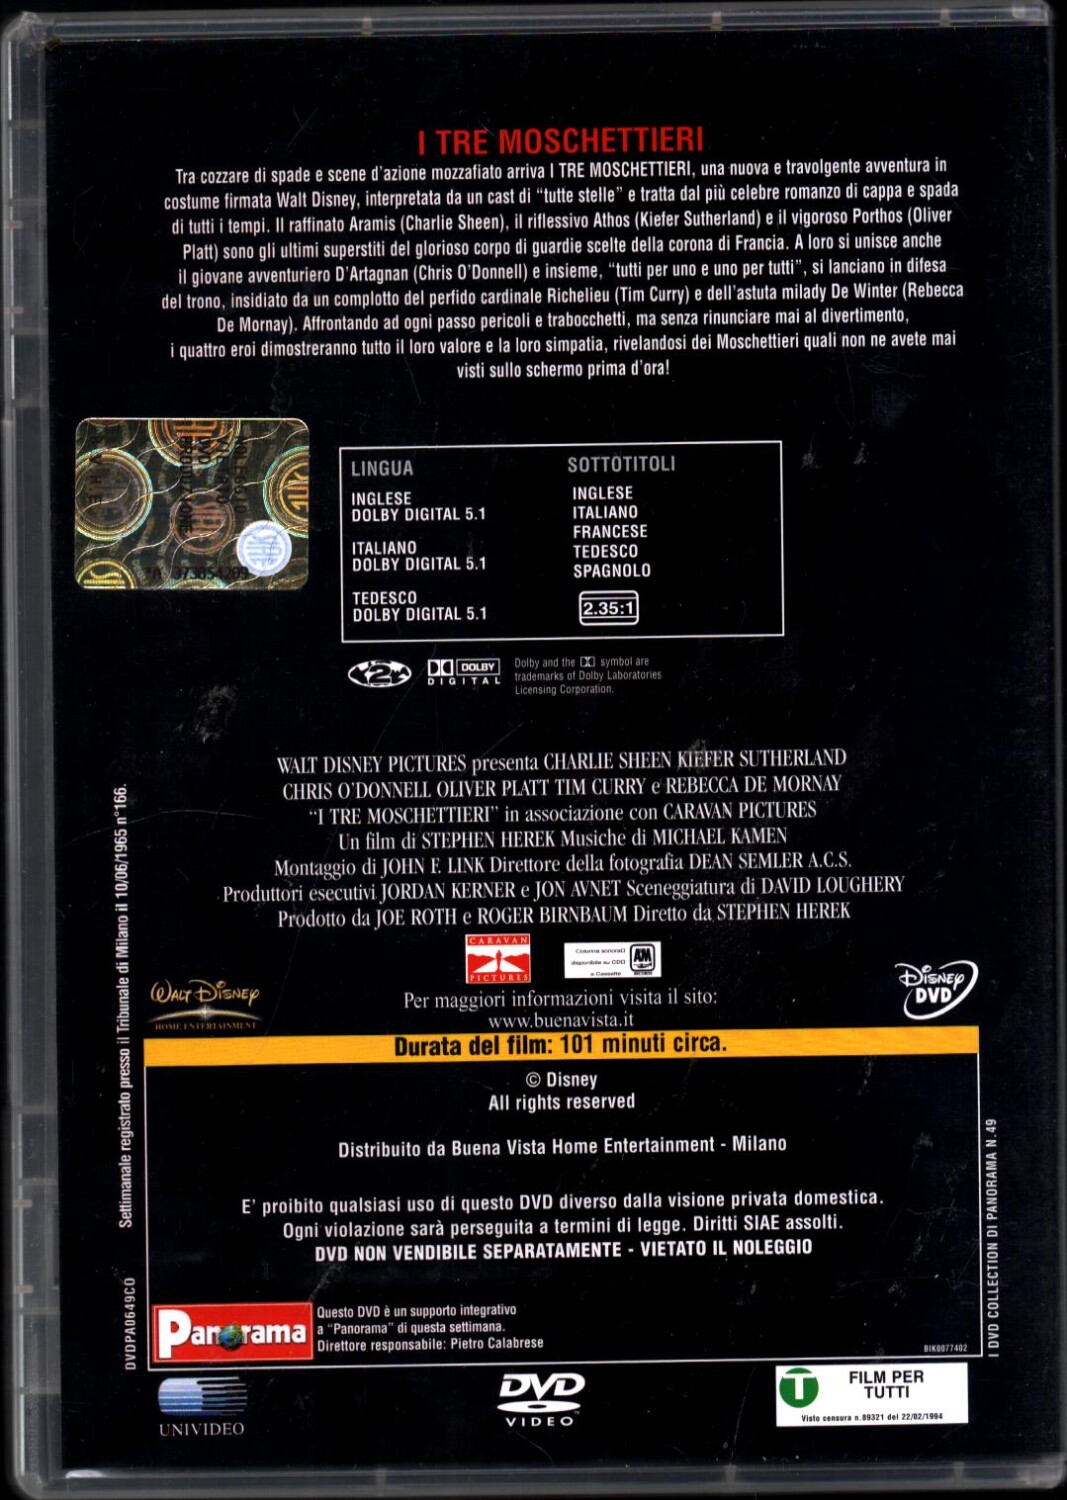 I TRE MOSCHETTIERI
Tra cozzare di spade e scene d'azione mozzafiato arriva I TRE MOSCHETTIERI, una nuova e travolgente avventura in
costume firmata Walt Disney, interpretata da un cast di "tutte stelle" e tratta dal più celebre romanzo di cappa e spada
di tutti i tempi. Il raffinato Aramis (Charlie Sheen), il riflessivo Athos (Kiefer Sutherland) e il vigoroso Porthos (Oliver
Platt) sono gli ultimi superstiti del glorioso corpo di guardie scelte della corona di Francia. A loro si unisce anche
il giovane avventuriero D'Artagnan (Chris O'Donnell) e insieme, "tutti per uno e uno per tutti", si lanciano in difesa
del trono, insidiato da un complotto del perfido cardinale Richelieu (Tim Curry) e dell'astuta milady De Winter (Rebecca
De Mornay). Affrontando ad ogni passo pericoli e trabocchetti, ma senza rinunciare mai al divertimento,
i quattro eroi dimostreranno tutto il loro valore e la loro simpatia, rivelandosi dei Moschettieri quali non ne avete mai
visti sullo schermo prima d'ora!
LINGUA
INGLESE
DOLBY DIGITAL 5.1
ITALIANO
DOLBY DIGITAL 5.1
TEDESCO
DOLBY DIGITAL 5.1
SOTTOTITOLI
INGLESE
ITALIANO
FRANCESE
TEDESCO
SPAGNOLO
2.35:1
2
DOLBY
DIGITAL
Dolby and the symbol are
trademarks of Dolby Laboratories
Licensing Corporation.
WALT DISNEY PICTURES presenta CHARLIE SHEEN KIEFER SUTHERLAND
CHRIS O'DONNELL OLIVER PLATT TIM CURRY e REBECCA DE MORNAY
"I TRE MOSCHETTIERI" in associazione con CARAVAN PICTURES
Un film di STEPHEN HEREK Musiche di MICHAEL KAMEN
Montaggio di JOHN F. LINK Direttore della fotografia DEAN SEMLER A.C.S.
Produttori esecutivi JORDAN KERNER e JON AVNET Sceneggiatura di DAVID LOUGHERY
Prodotto da JOE ROTH e ROGER BIRNBAUM Diretto da STEPHEN HEREK
CARAVAN
PICTURES
Colonna sonora
disponibile su CD
e Cassette
A&M
RECORDS
Per maggiori informazioni visita il sito:
www.buenavista.it
WALT DISNEY
HOME ENTERTAINMENT
DISNEY
DVD
Durata del film: 101 minuti circa.
© Disney
All rights reserved
Distribuito da Buena Vista Home Entertainment - Milano
E' proibito qualsiasi uso di questo DVD diverso dalla visione privata domestica.
Ogni violazione sarà perseguita a termini di legge. Diritti SIAE assolti.
DVD NON VENDIBILE SEPARATAMENTE - VIETATO IL NOLEGGIO
Panorama
Questo DVD è un supporto integrativo
a "Panorama" di questa settimana.
Direttore responsabile: Pietro Calabrese
BIK0077402
DVDPA0649CO
Settimanale registrato presso il Tribunale di Milano il 10/06/1965 n°166.
I DVD COLLECTION DI PANORAMA N.49
UNIVIDEO
DVD
VIDEO
T
FILM PER
TUTTI
Visto censura n.89321 del 22/02/1994